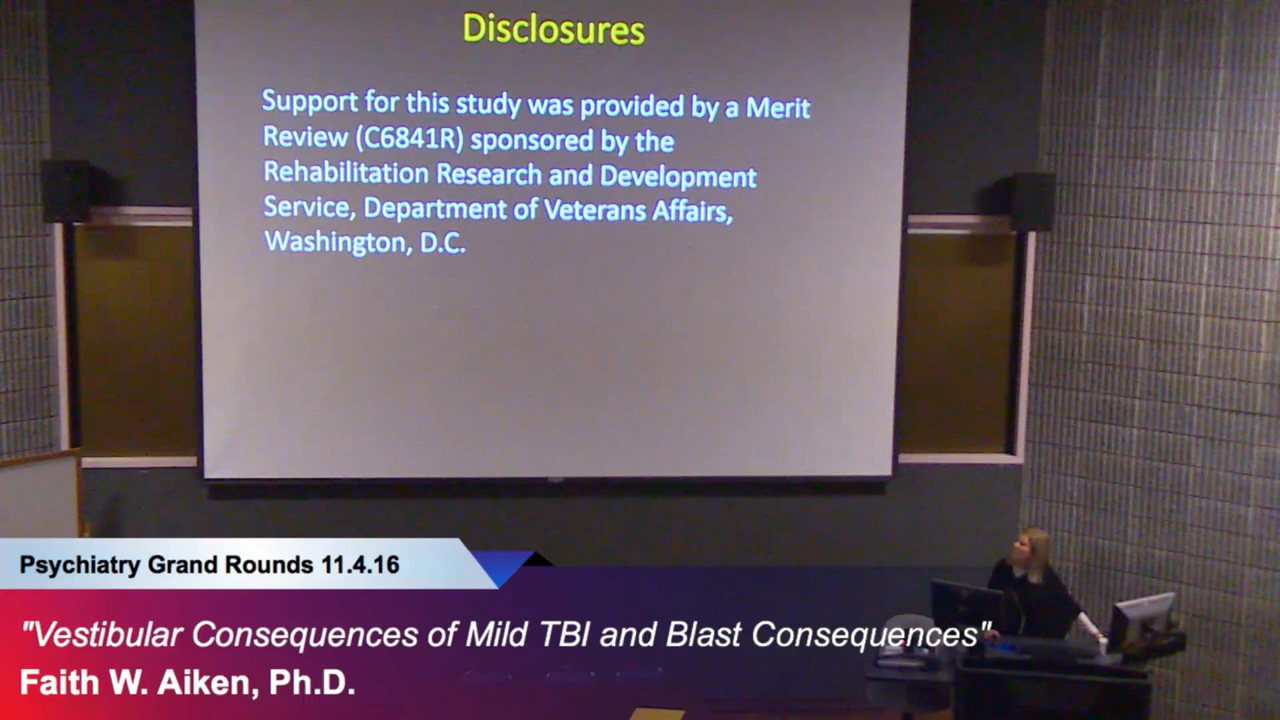 Disclosures
Support for this study was provided by a Merit
Review (C6841R) sponsored by the
Rehabilitation Research and Development
Service, Department of Veterans Affairs,
Washington, D.C.
Psychiatry Grand Rounds 11.4.16
"Vestibular Consequences of Mild TBI and Blast Consequences"
Faith W. Aiken, Ph.D.